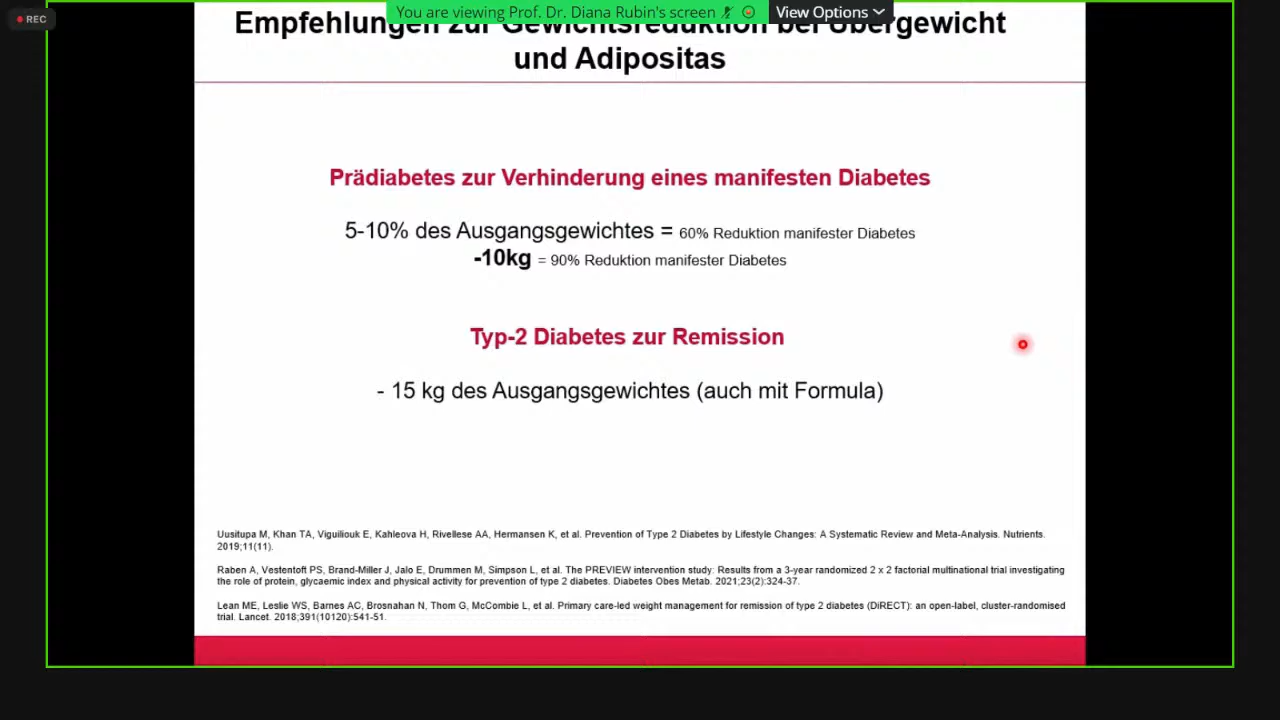 REC
You are viewing Prof. Dr. Diana Rubin's screen
View Options
Empfehlungen zur Gewichtsreduktion bei Übergewicht
und Adipositas
Prädiabetes zur Verhinderung eines manifesten Diabetes
5-10% des Ausgangsgewichtes = 60% Reduktion manifester Diabetes
-10kg = 90% Reduktion manifester Diabetes
Typ-2 Diabetes zur Remission
- 15 kg des Ausgangsgewichtes (auch mit Formula)
Uusitupa M, Khan TA, Viguiliouk E, Kahleova H, Rivellese AA, Hermansen K, et al. Prevention of Type 2 Diabetes by Lifestyle Changes: A Systematic Review and Meta-Analysis. Nutrients.
2019;11(11).
Raben A, Vestentoft PS, Brand-Miller J, Jalo E, Drummen M, Simpson L, et al. The PREVIEW intervention study: Results from a 3-year randomized 2 x 2 factorial multinational trial investigating
the role of protein, glycaemic index and physical activity for prevention of type 2 diabetes. Diabetes Obes Metab. 2021;23(2):324-37.
Lean ME, Leslie WS, Barnes AC, Brosnahan N, Thom G, McCombie L, et al. Primary care-led weight management for remission of type 2 diabetes (DiRECT): an open-label, cluster-randomised
trial. Lancet. 2018;391(10120):541-51.